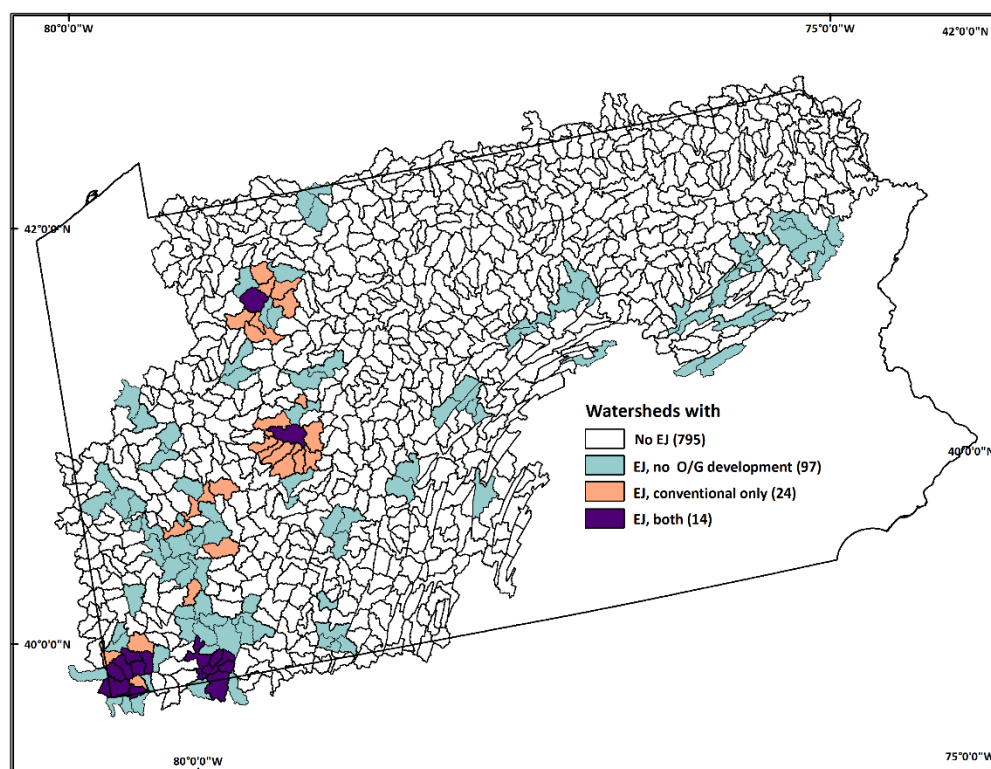 80°0'0"W
75°0'0"W
42°0'0"N
42°0'0"N
Watersheds with
No EJ (795)
EJ, no O/G development (97)
EJ, conventional only (24)
EJ, both (14)
40°0'0"N
40°0'0"N
80°0'0"W
75°0'0"W